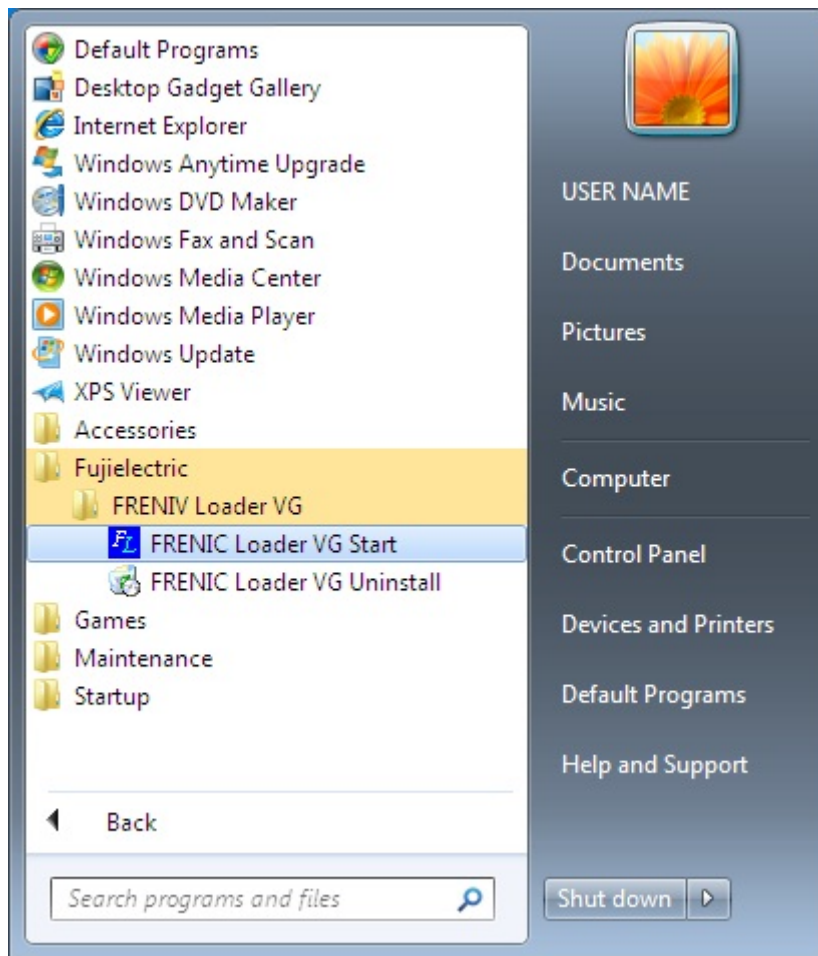 Default Programs
Desktop Gadget Gallery
Internet Explorer
Windows Anytime Upgrade
Windows DVD Maker
Windows Fax and Scan
Windows Media Center
Windows Media Player
Windows Update
XPS Viewer
Accessories
Fujielectric
FRENIV Loader VG
FL FRENIC Loader VG Start
FRENIC Loader VG Uninstall
Games
Maintenance
Startup
Back
Search programs and files
USER NAME
Documents
Pictures
Music
Computer
Control Panel
Devices and Printers
Default Programs
Help and Support
Shut down